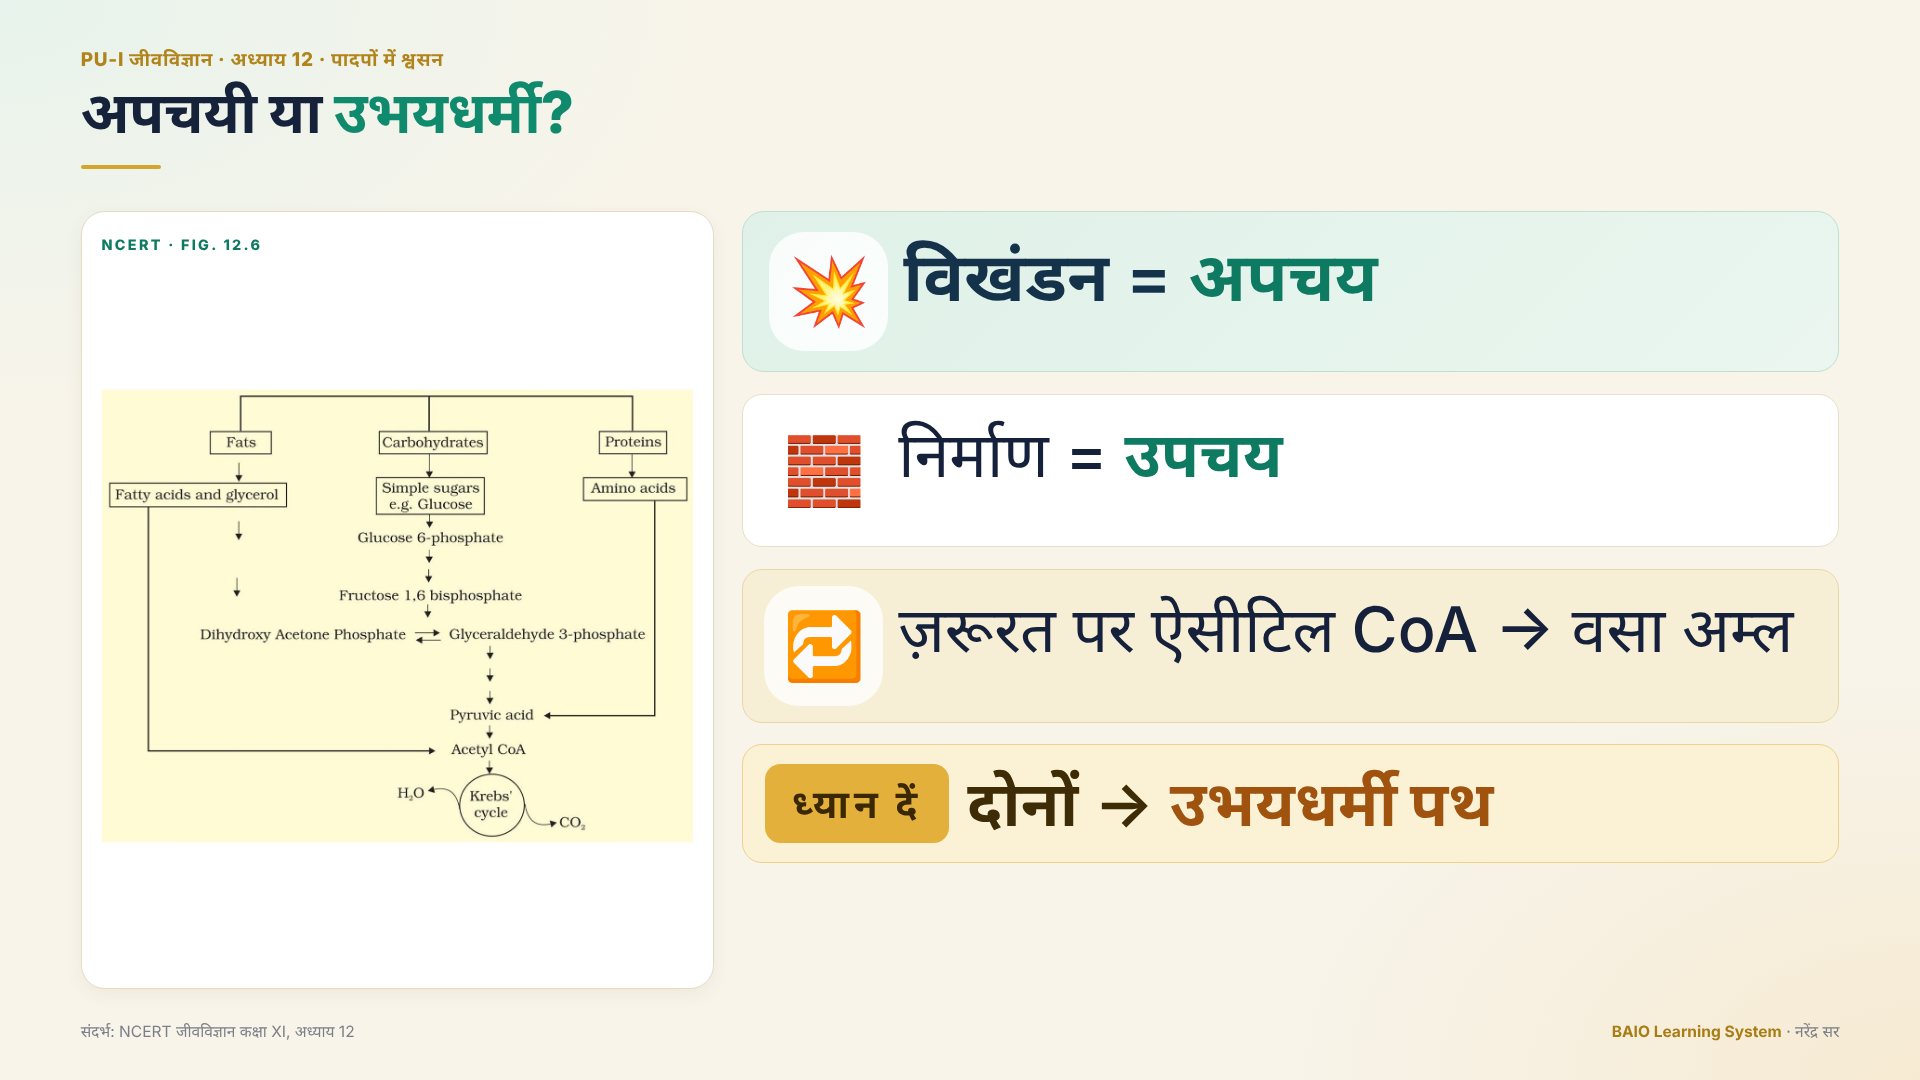 PU-I जीवविज्ञान · अध्याय 12 · पादपों में श्वसन
अपचयी या उभयधर्मी?
NCERT · FIG. 12.6
Fats
Carbohydrates
Proteins
Fatty acids and glycerol
Simple sugars
e.g. Glucose
Amino acids
Glucose 6-phosphate
Fructose 1,6 bisphosphate
Dihydroxy Acetone Phosphate
Glyceraldehyde 3-phosphate
Pyruvic acid
Acetyl CoA
H₂O
Krebs'
cycle
CO₂
विखंडन = अपचय
निर्माण = उपचय
ज़रूरत पर ऐसीटिल CoA → वसा अम्ल
ध्यान दें
दोनों → उभयधर्मी पथ
संदर्भ: NCERT जीवविज्ञान कक्षा XI, अध्याय 12
BAIO Learning System · नरेंद्र सर